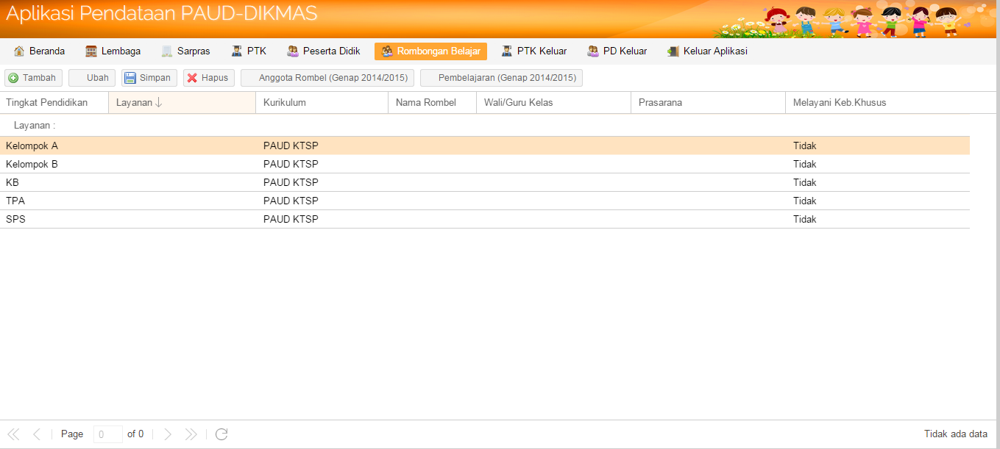 Aplikasi Pendataan PAUD-DIKMAS
Beranda Lembaga Sarpras PTK Peserta Didik Rombongan Belajar PTK Keluar PD Keluar Keluar Aplikasi
Tambah Ubah Simpan Hapus Anggota Rombel (Genap 2014/2015) Pembelajaran (Genap 2014/2015)
Tingkat Pendidikan Layanan Kurikulum Nama Rombel Wali/Guru Kelas Prasarana Melayani Keb.Khusus
Layanan :
Kelompok A PAUD KTSP Tidak
Kelompok B PAUD KTSP Tidak
KB PAUD KTSP Tidak
TPA PAUD KTSP Tidak
SPS PAUD KTSP Tidak
Page 0 of 0 Tidak ada data